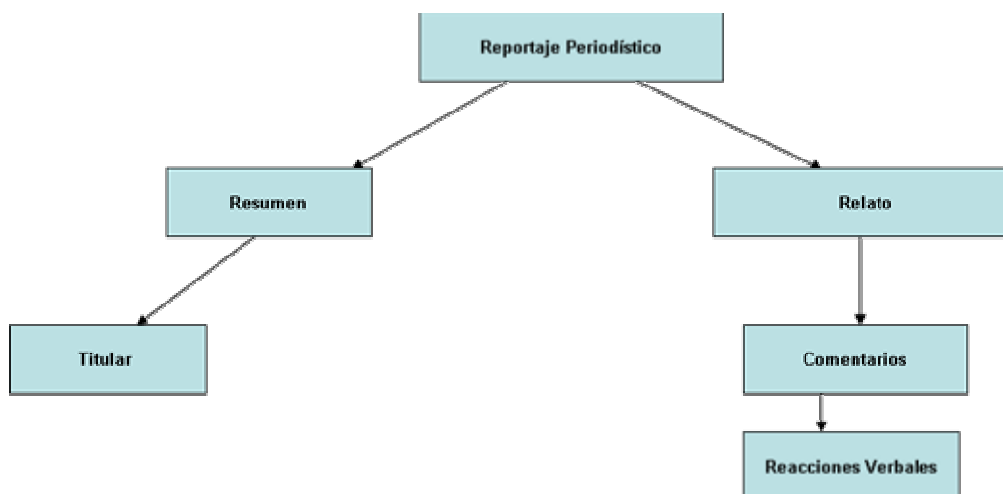 Reportaje Periodístico
Resumen
Relato
Titular
Comentarios
Reacciones Verbales